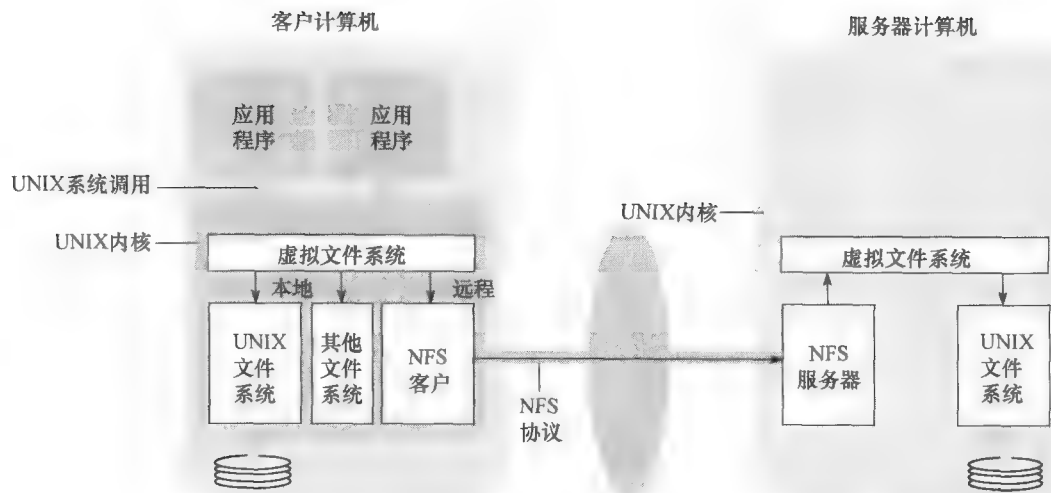 客户计算机
服务器计算机
应用
程序
应用
程序
UNIX系统调用
UNIX内核
UNIX内核
虚拟文件系统
虚拟文件系统
本地
远程
UNIX
文件
系统
其他
文件
系统
NFS
客户
NFS
协议
NFS
服务器
UNIX
文件
系统